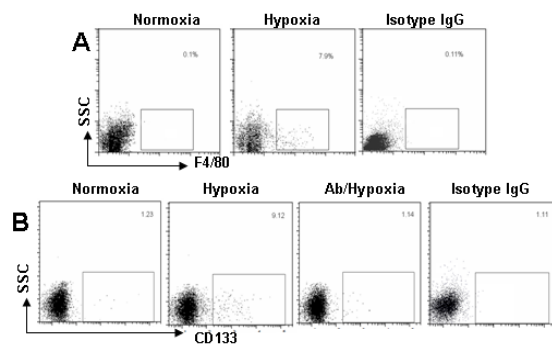 A
Normoxia
Hypoxia
Isotype IgG
0.1%
7.9%
0.11%
SSC
F4/80
B
Normoxia
Hypoxia
Ab/Hypoxia
Isotype IgG
1.23
9.12
1.14
1.11
SSC
CD133